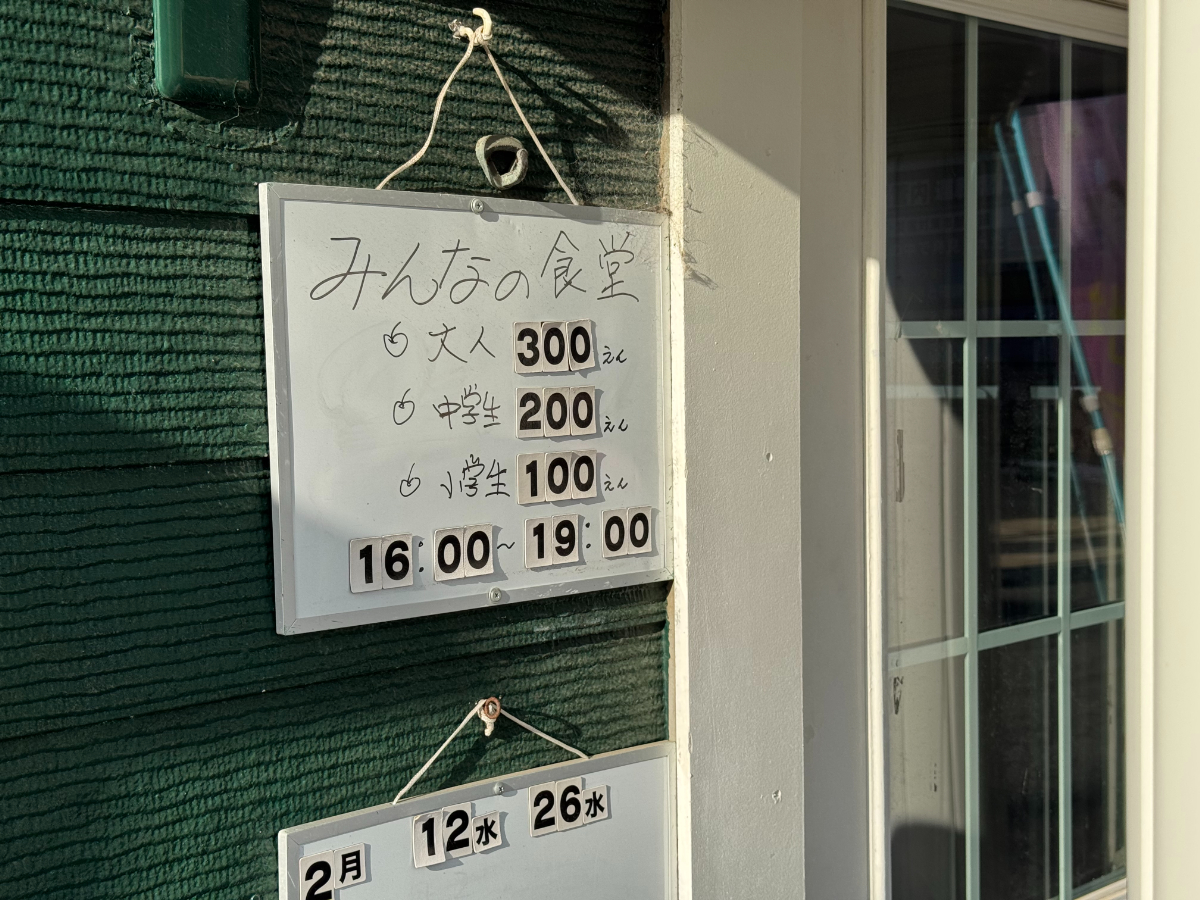 みんなの食堂
大人 300えん
中学生 200えん
小学生 100えん
16:00~19:00
2月 12水 26水